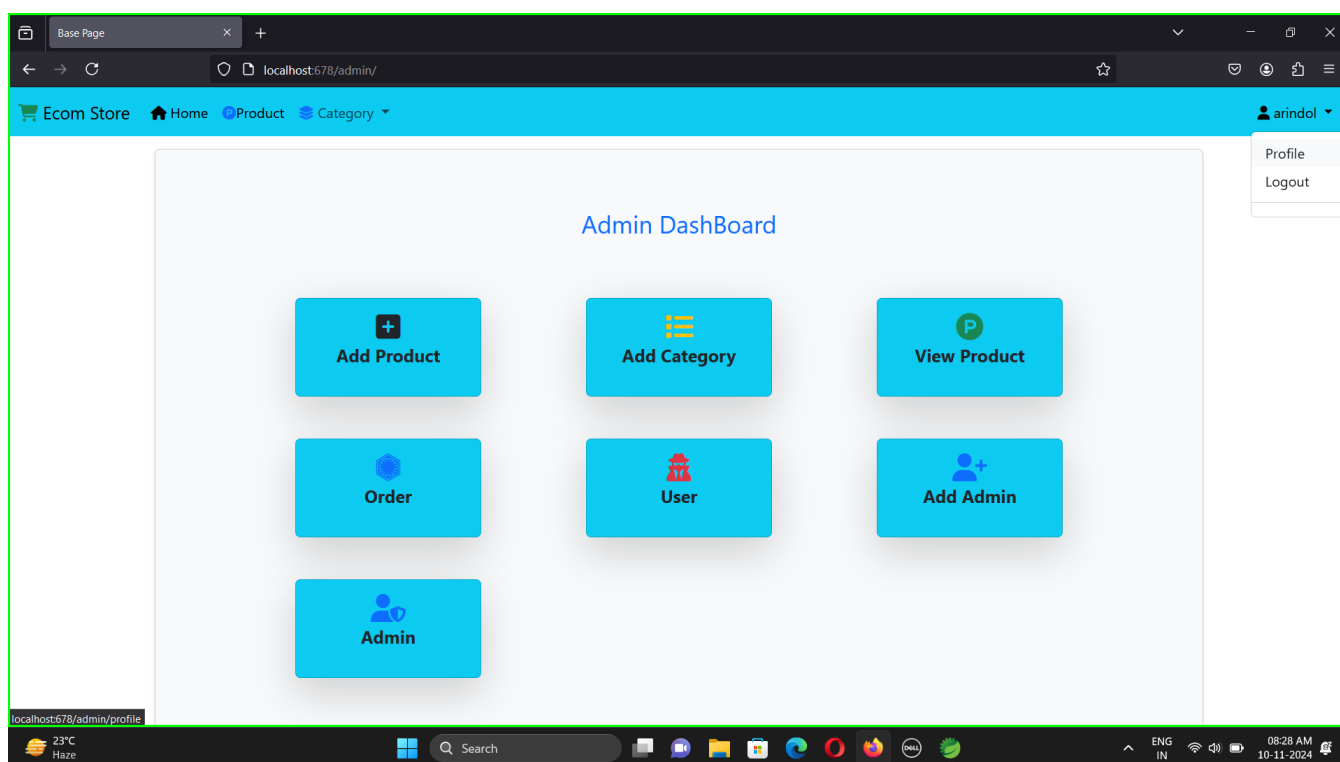 Base Page
localhost:678/admin/
Ecom Store Home Product Category arindol
Profile
Logout
Admin DashBoard
Add Product Add Category View Product
Order User Add Admin
Admin
localhost:678/admin/profile
23°C
Haze
Search
DELL
ENG
IN
08:28 AM
10-11-2024